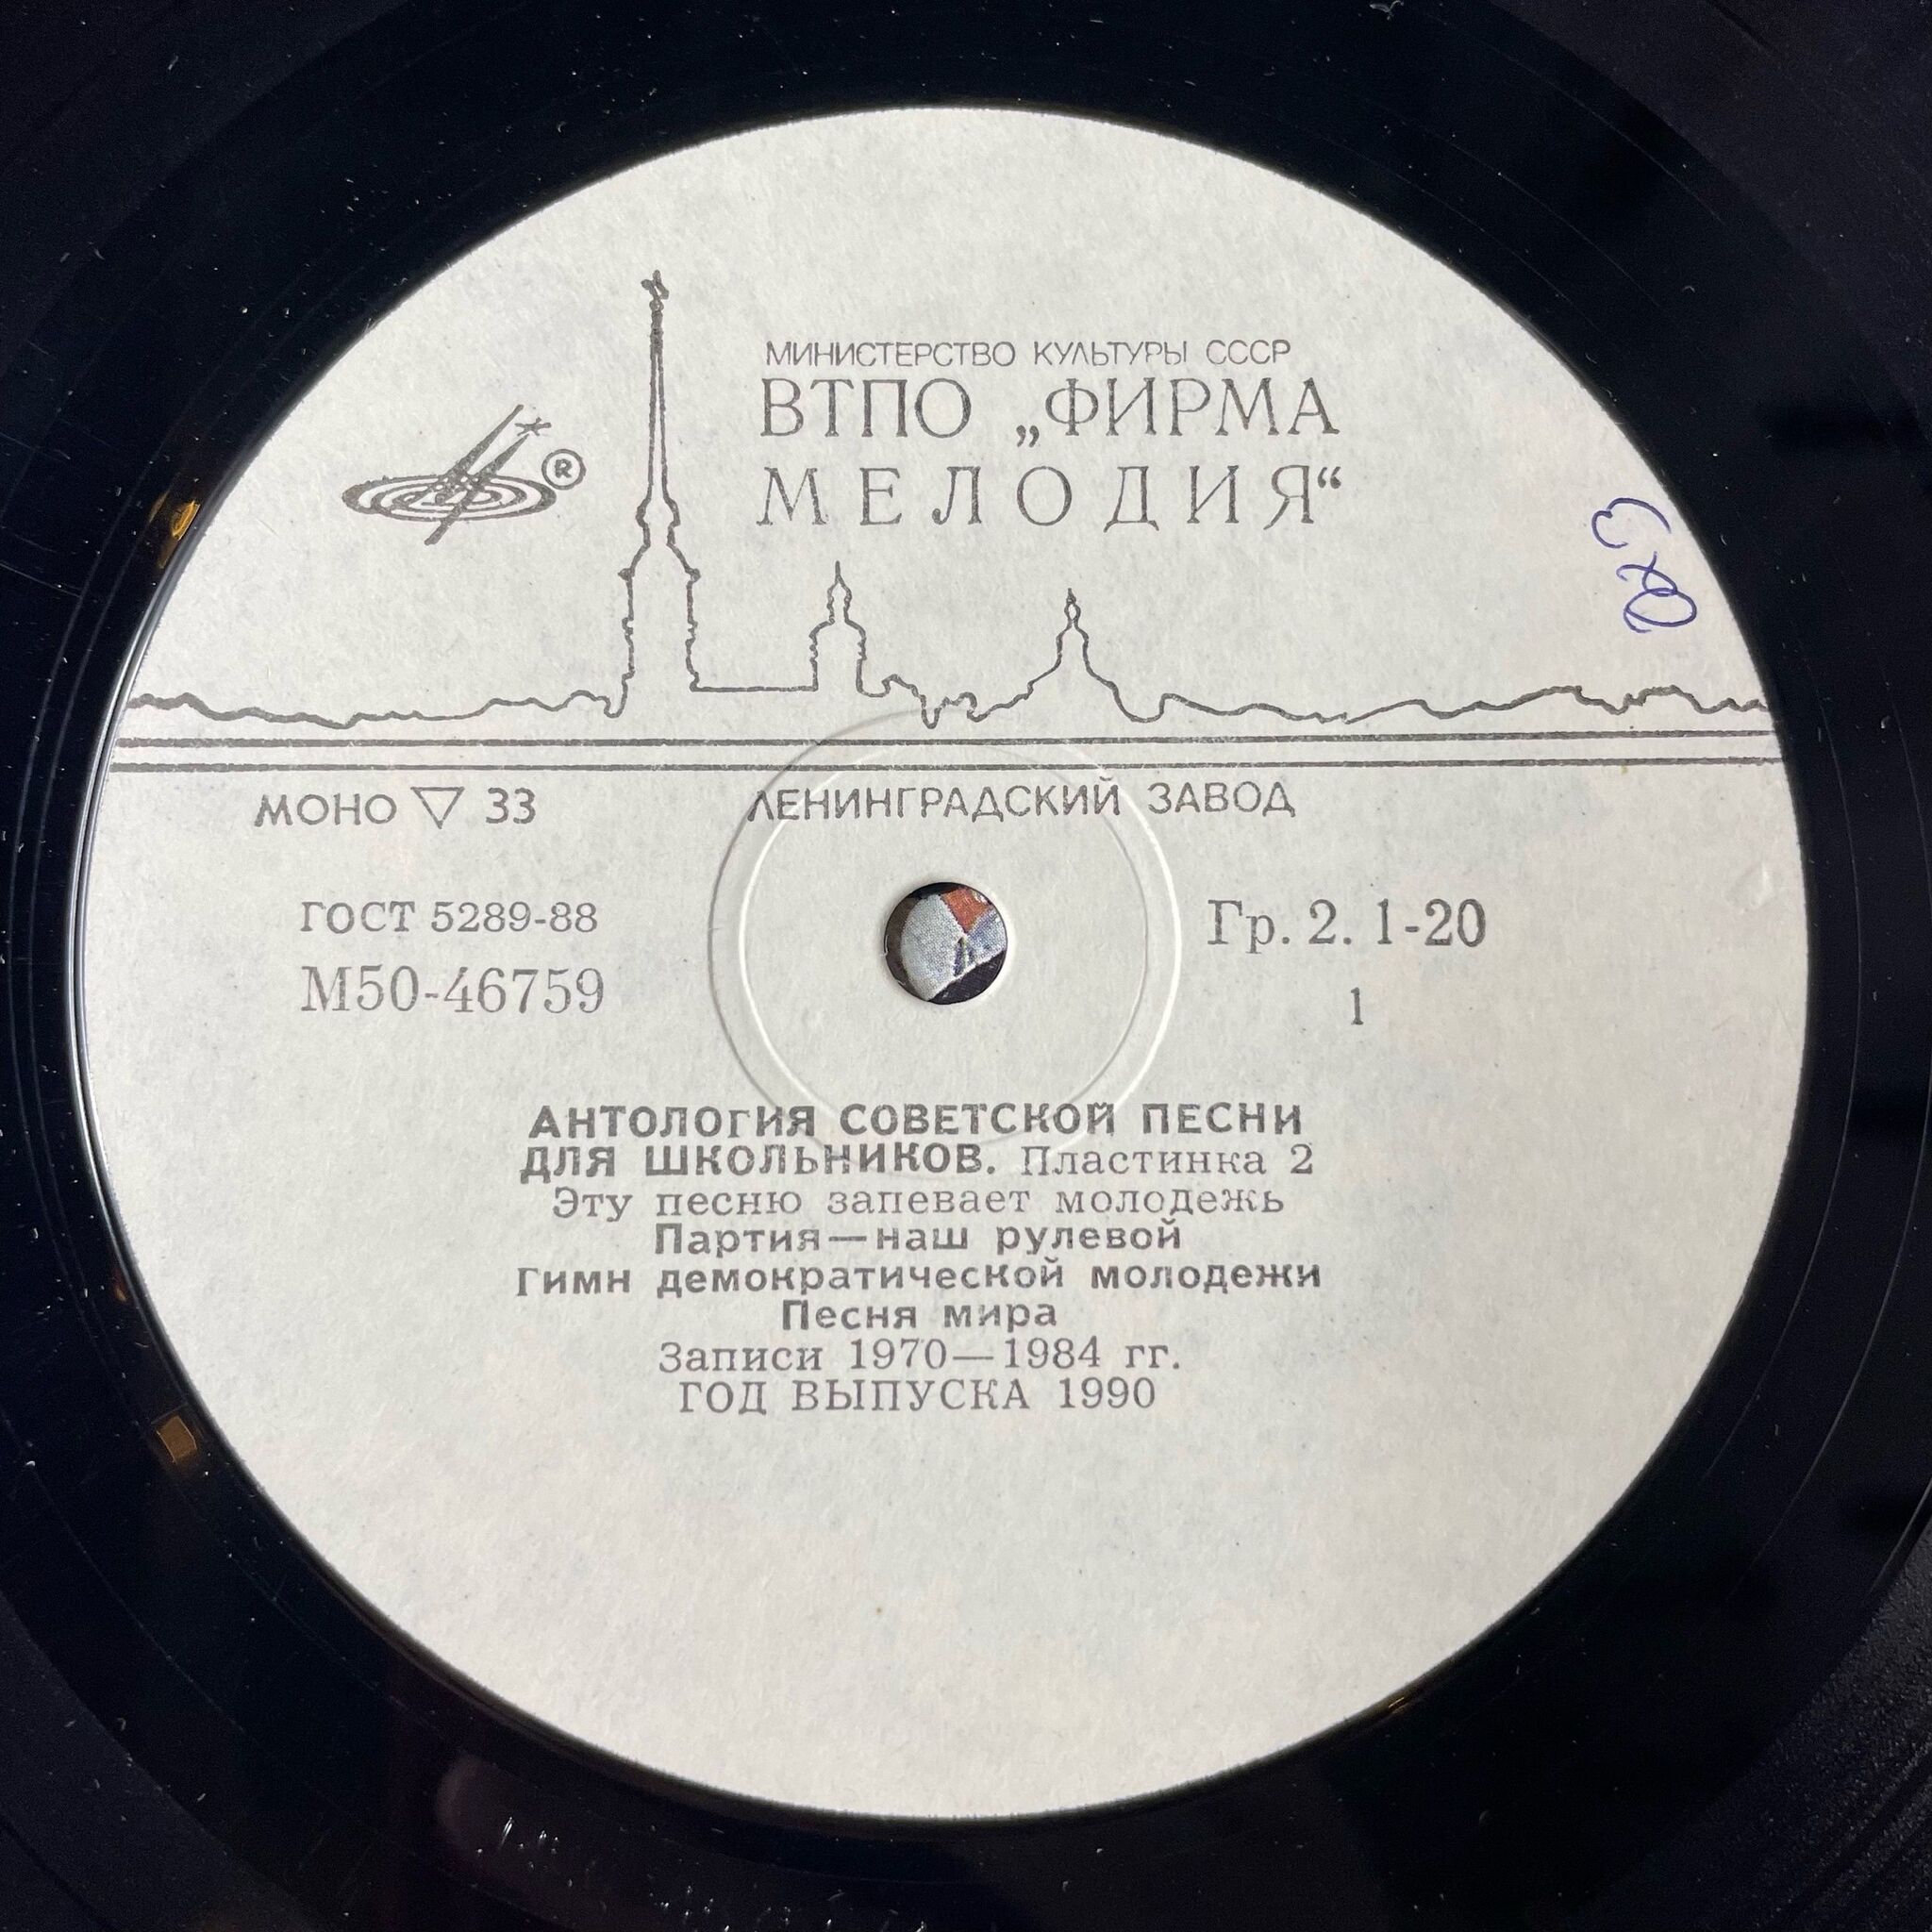 МИНИСТЕРСТВО КУЛЬТУРЫ СССР
ВТПО „ФИРМА
МЕЛОДИЯ“
®
МОНО ▽ 33
ЛЕНИНГРАДСКИЙ ЗАВОД
ГОСТ 5289-88
М50-46759
Гр. 2. 1-20
1
АНТОЛОГИЯ СОВЕТСКОЙ ПЕСНИ
ДЛЯ ШКОЛЬНИКОВ. Пластинка 2
Эту песню запевает молодежь
Партия—наш рулевой
Гимн демократической молодежи
Песня мира
Записи 1970—1984 гг.
ГОД ВЫПУСКА 1990